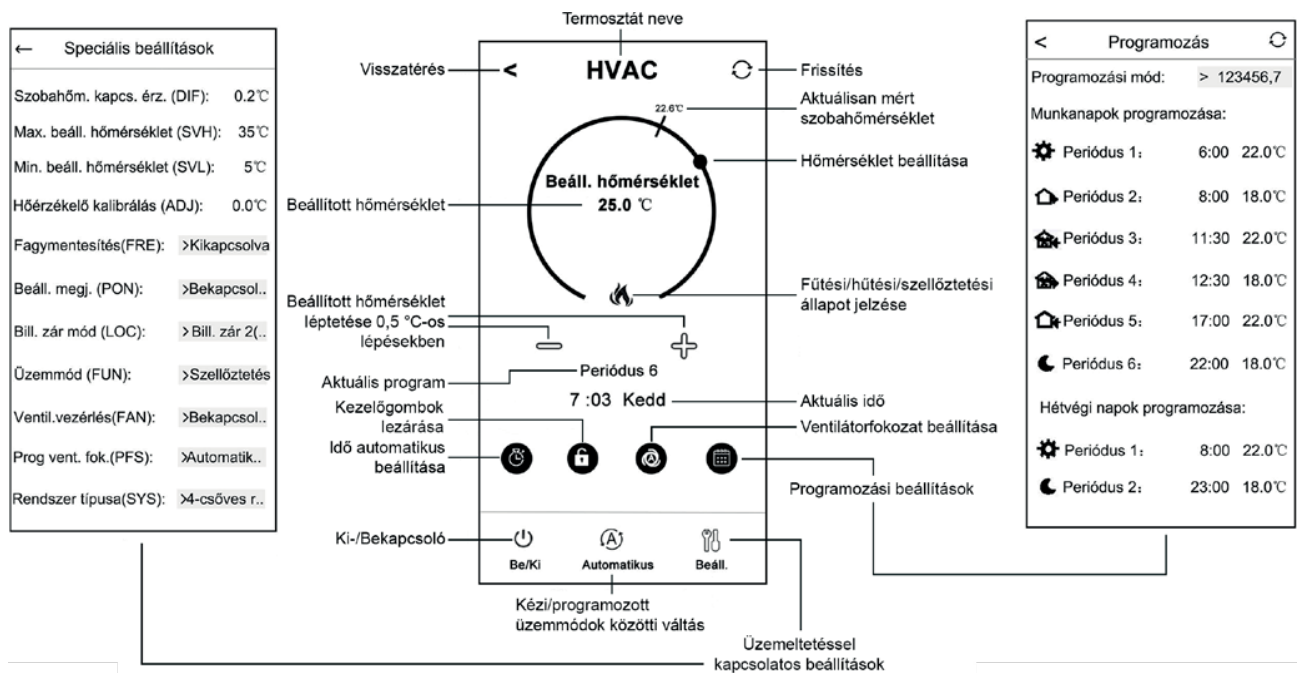 ← Speciális beállítások
Szobahőm. kapcs. érz. (DIF): 0.2℃
Max. beáll. hőmérséklet (SVH): 35℃
Min. beáll. hőmérséklet (SVL): 5℃
Hőérzékelő kalibrálás (ADJ): 0.0℃
Fagymentesítés(FRE): >Kikapcsolva
Beáll. megj. (PON): >Bekapcsol..
Bill. zár mód (LOC): > Bill. zár 2(..
Üzemmód (FUN): >Szellőztetés
Ventil.vezérlés(FAN): >Bekapcsol..
Prog vent. fok.(PFS): >Automatik..
Rendszer típusa(SYS): >4-csőves r..
Termosztát neve
Visszatérés
< HVAC
Frissítés
22.6℃
Aktuálisan mért
szobahőmérséklet
Hőmérséklet beállítása
Beáll. hőmérséklet
25.0 ℃
Beállított hőmérséklet
Fűtési/hűtési/szellőztetési
állapot jelzése
Beállított hőmérséklet
léptetése 0,5 °C-os
lépésekben
Periódus 6
Aktuális program
7 :03 Kedd
Aktuális idő
Kezelőgombok
lezárása
Ventilátorfokozat beállítása
Idő automatikus
beállítása
Programozási beállítások
Ki-/Bekapcsoló
Be/Ki Automatikus Beáll.
Kézi/programozott
üzemmódok közötti váltás
Üzemeltetéssel
kapcsolatos beállítások
< Programozás
Programozási mód: > 123456,7
Munkanapok programozása:
Periódus 1: 6:00 22.0℃
Periódus 2: 8:00 18.0℃
Periódus 3: 11:30 22.0℃
Periódus 4: 12:30 18.0℃
Periódus 5: 17:00 22.0℃
Periódus 6: 22:00 18.0℃
Hétvégi napok programozása:
Periódus 1: 8:00 22.0℃
Periódus 2: 23:00 18.0℃